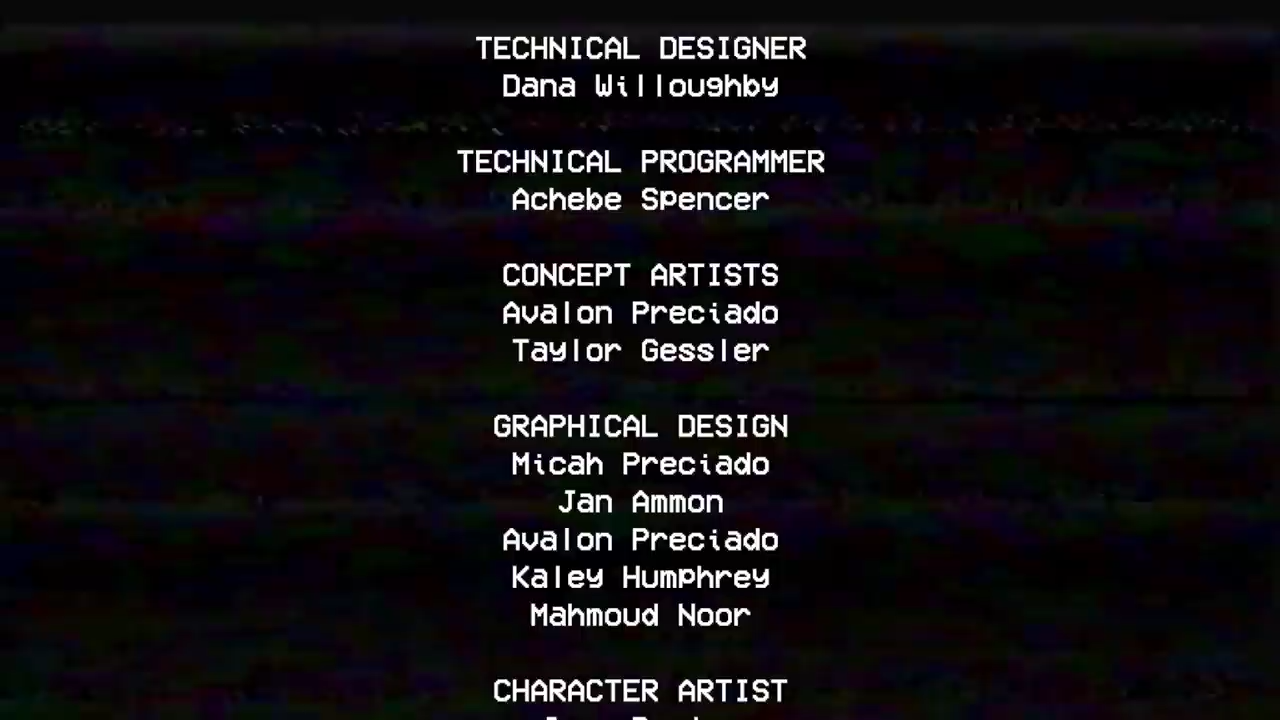 TECHNICAL DESIGNER
Dana Willoughby
TECHNICAL PROGRAMMER
Achebe Spencer
CONCEPT ARTISTS
Avalon Preciado
Taylor Gessler
GRAPHICAL DESIGN
Micah Preciado
Jan Ammon
Avalon Preciado
Kaley Humphrey
Mahmoud Noor
CHARACTER ARTIST